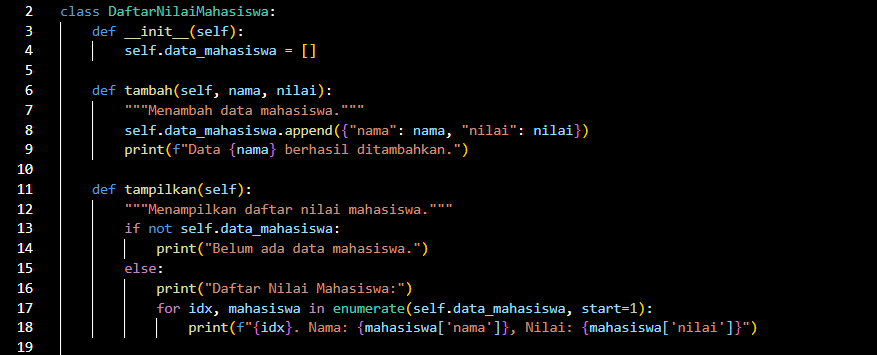 2 class DaftarNilaiMahasiswa:
3     def __init__(self):
4         self.data_mahasiswa = []
5
6     def tambah(self, nama, nilai):
7         """Menambah data mahasiswa."""
8         self.data_mahasiswa.append({"nama": nama, "nilai": nilai})
9         print(f"Data {nama} berhasil ditambahkan.")
10
11     def tampilkan(self):
12         """Menampilkan daftar nilai mahasiswa."""
13         if not self.data_mahasiswa:
14             print("Belum ada data mahasiswa.")
15         else:
16             print("Daftar Nilai Mahasiswa:")
17             for idx, mahasiswa in enumerate(self.data_mahasiswa, start=1):
18                 print(f"{idx}. Nama: {mahasiswa['nama']}, Nilai: {mahasiswa['nilai']}")
19